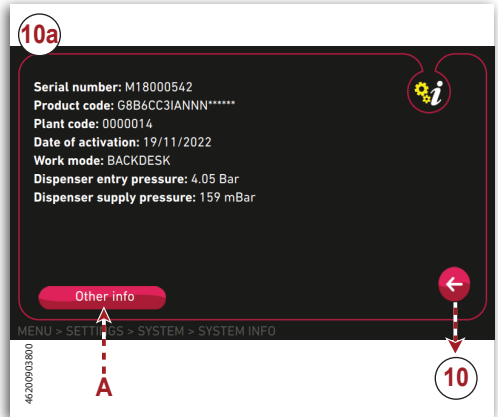 10a
Serial number: M18000542
Product code: G8B6CC3IANNN******
Plant code: 0000014
Date of activation: 19/11/2022
Work mode: BACKDESK
Dispenser entry pressure: 4.05 Bar
Dispenser supply pressure: 159 mBar
i
Other info
MENU > SETTINGS > SYSTEM > SYSTEM INFO
46200903800
A
10